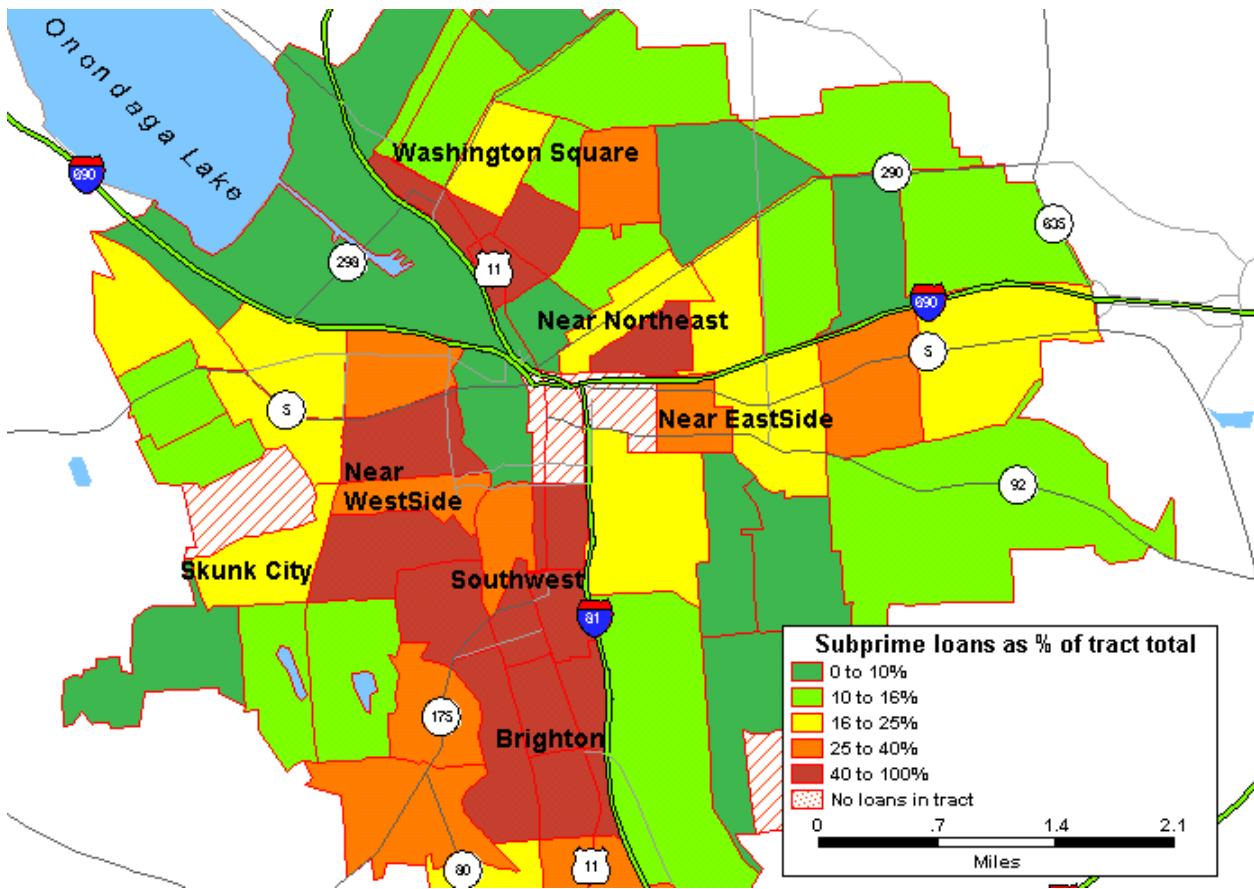 Onondaga Lake
690
Washington Square
290
635
298
11
690
Near Northeast
S
S
Near EastSide
Near
WestSide
92
Skunk City
Southwest
81
175
Brighton
80
11
Subprime loans as % of tract total
0 to 10%
10 to 16%
16 to 25%
25 to 40%
40 to 100%
No loans in tract
0 .7 1.4 2.1
Miles